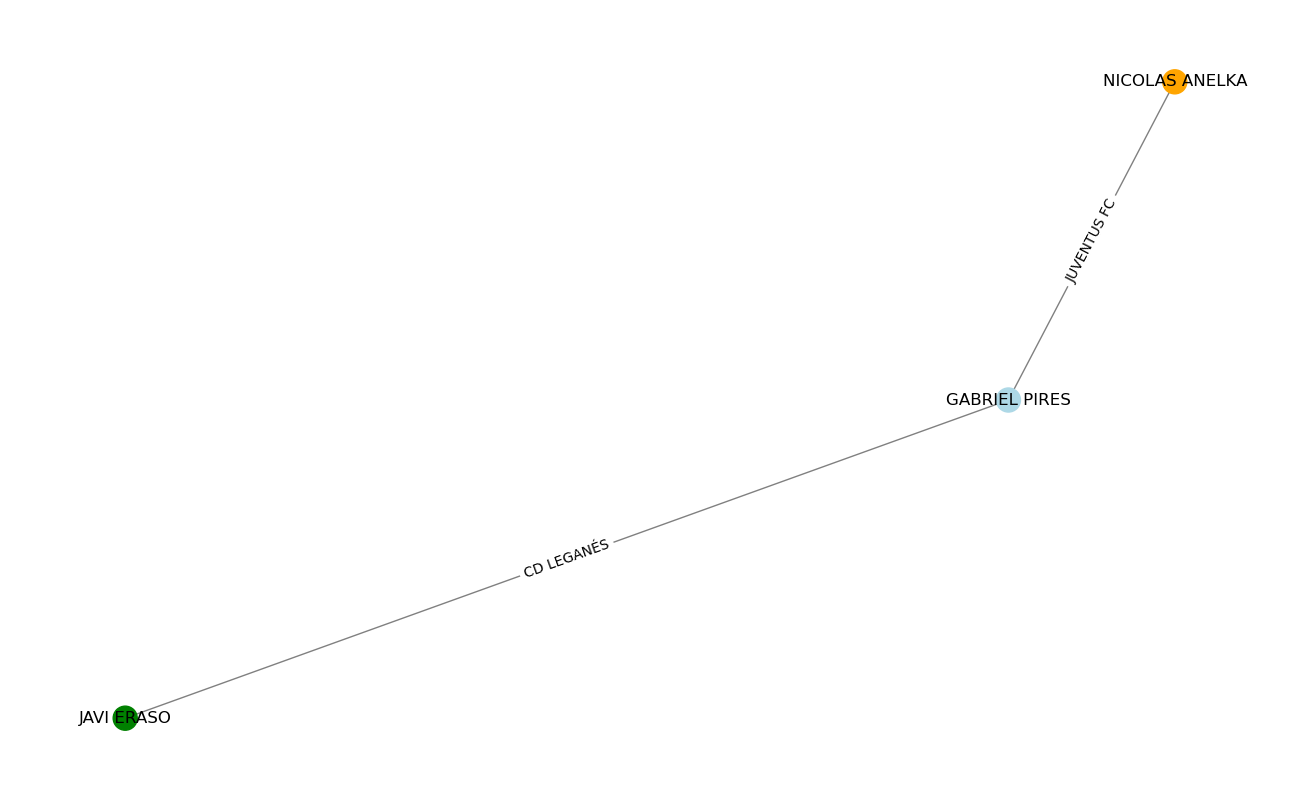 NICOLAS ANELKA
JUVENTUS FC
GABRIEL PIRES
CD LEGANÉS
JAVI ERASO